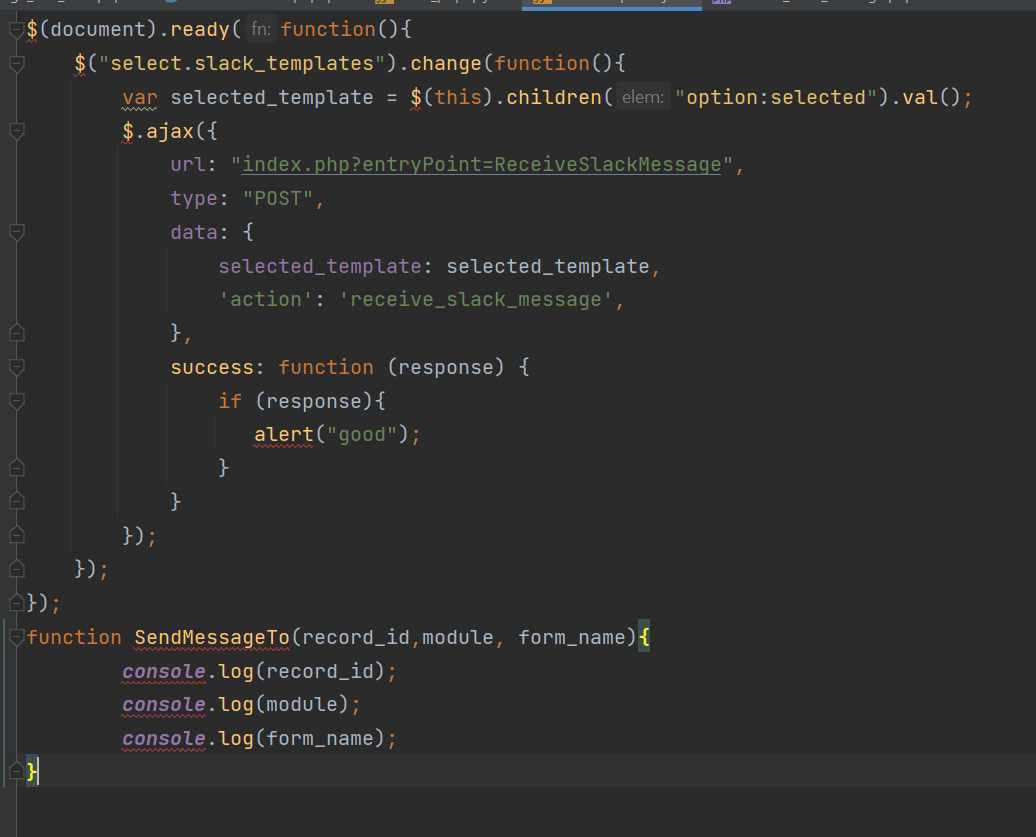 $(document).ready( fn: function(){
$("select.slack_templates").change(function(){
var selected_template = $(this).children( elem: "option:selected").val();
$.ajax({
url: "index.php?entryPoint=ReceiveSlackMessage",
type: "POST",
data: {
selected_template: selected_template,
'action': 'receive_slack_message',
},
success: function (response) {
if (response){
alert("good");
}
}
});
});
});
function SendMessageTo(record_id,module, form_name){
console.log(record_id);
console.log(module);
console.log(form_name);
}